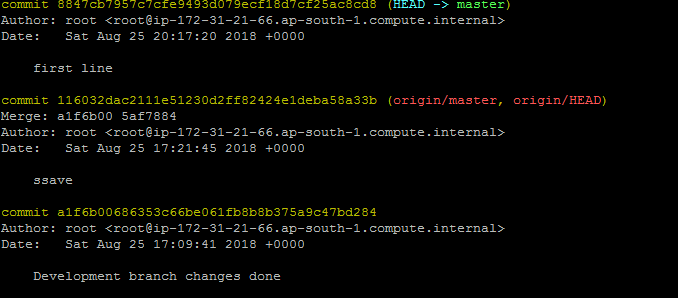 commit 8847cb7957c7cfe9493d079ecf18d7cf25ac8cd8 (HEAD -> master)
Author: root <root@ip-172-31-21-66.ap-south-1.compute.internal>
Date:   Sat Aug 25 20:17:20 2018 +0000
first line
commit 116032dac2111e51230d2ff82424e1deba58a33b (origin/master, origin/HEAD)
Merge: a1f6b00 5af7884
Author: root <root@ip-172-31-21-66.ap-south-1.compute.internal>
Date:   Sat Aug 25 17:21:45 2018 +0000
ssave
commit a1f6b00686353c66be061fb8b8b375a9c47bd284
Author: root <root@ip-172-31-21-66.ap-south-1.compute.internal>
Date:   Sat Aug 25 17:09:41 2018 +0000
Development branch changes done